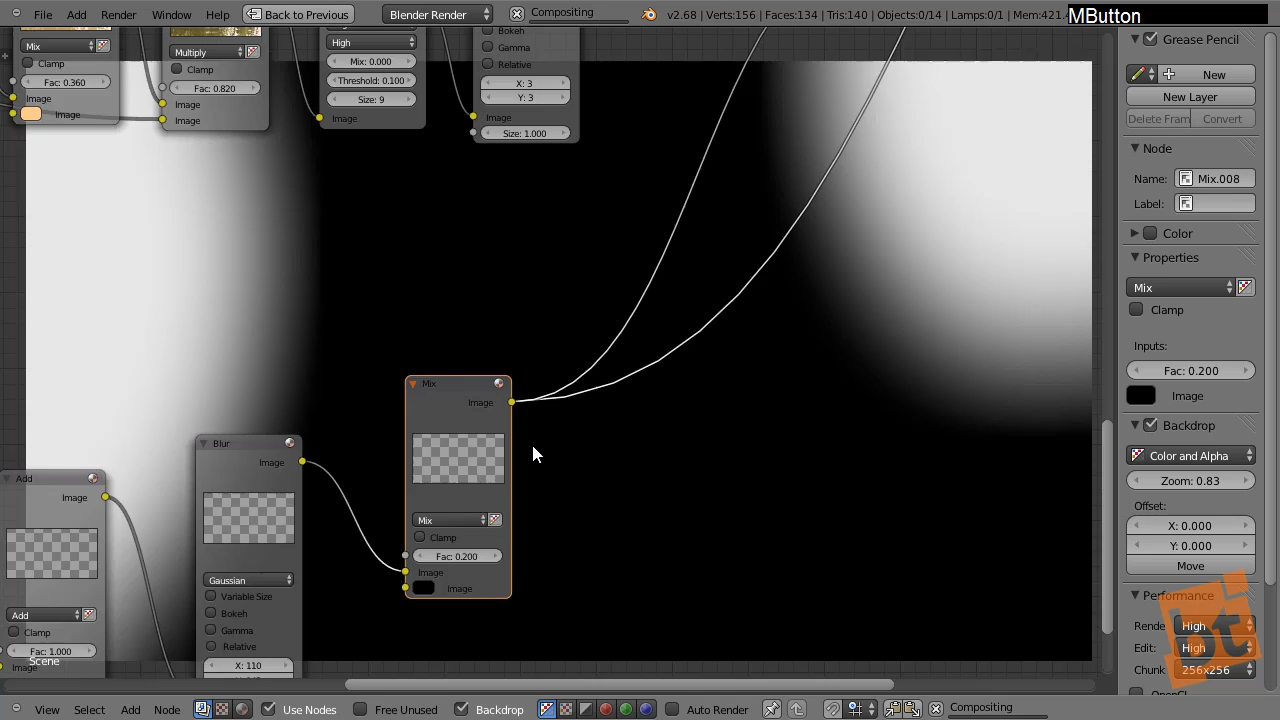 File Add Render Window Help Back to Previous Blender Render Compositing v2.68 | Verts:156 | Faces:134 | Tris:140 | Objects:0/14 | Lamps:0/1 | Mem:421. MButton
Mix
Clamp
Fac: 0.360
Image
Image
Multiply
Clamp
Fac: 0.820
Image
Image
High
Mix: 0.000
Threshold: 0.100
Size: 9
Image
Bokeh
Gamma
Relative
X: 3
Y: 3
Image
Size: 1.000
Mix
Image
Mix
Clamp
Fac: 0.200
Image
Image
Blur
Image
Gaussian
Variable Size
Bokeh
Gamma
Relative
X: 110
Add
Image
Add
Clamp
Fac: 1.000
Image
Scene
Grease Pencil
New
New Layer
Delete Fram Convert
Node
Name: Mix.008
Label:
Color
Properties
Mix
Clamp
Inputs:
Fac: 0.200
Image
Backdrop
Color and Alpha
Zoom: 0.83
Offset:
X: 0.000
Y: 0.000
Move
Performance
Rende High
Edit: High
Chunk 256x256
bt
View Select Add Node Use Nodes Free Unused Backdrop Auto Render Compositing